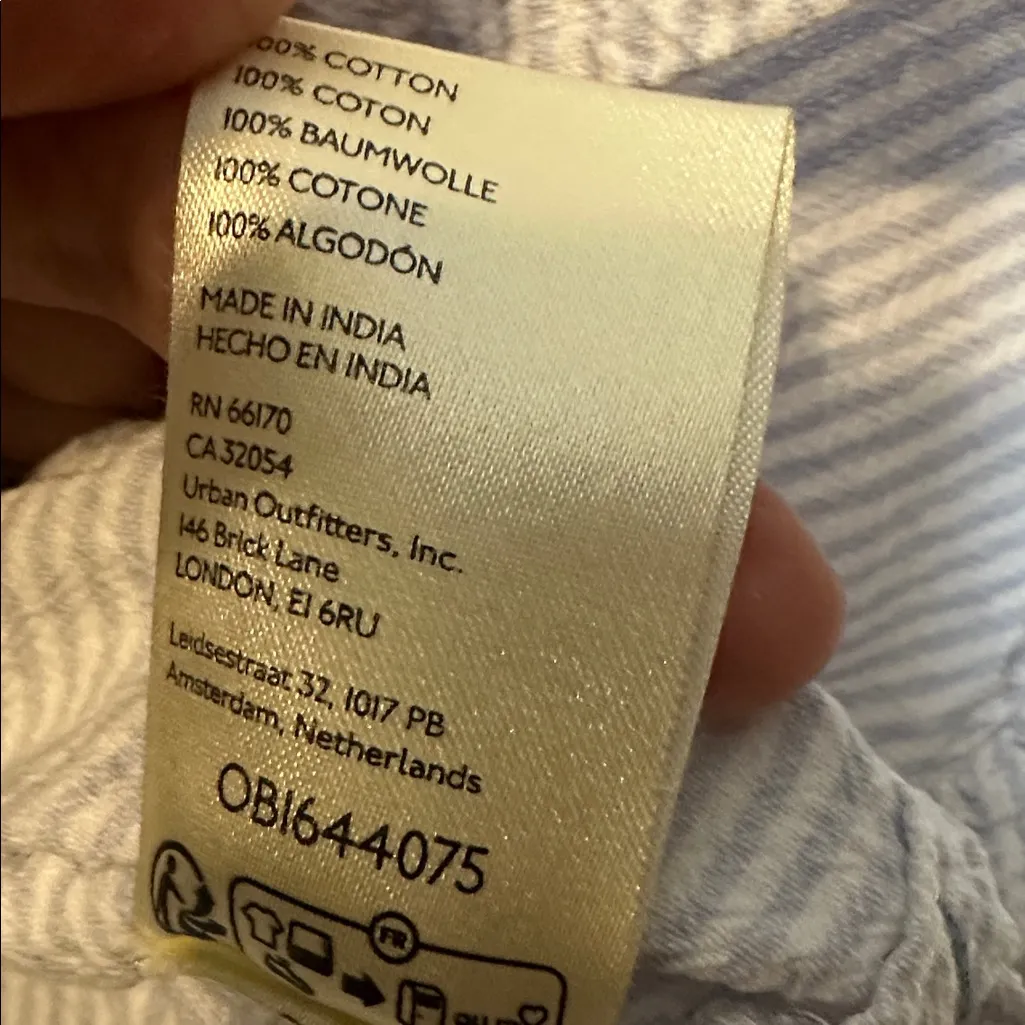 100% COTTON
100% COTON
100% BAUMWOLLE
100% COTONE
100% ALGODÓN
MADE IN INDIA
HECHO EN INDIA
RN 66170
CA 32054
Urban Outfitters, Inc.
146 Brick Lane
LONDON, E1 6RU
Leidsestraat 32, 1017 PB
Amsterdam, Netherlands
OB1644075
FR